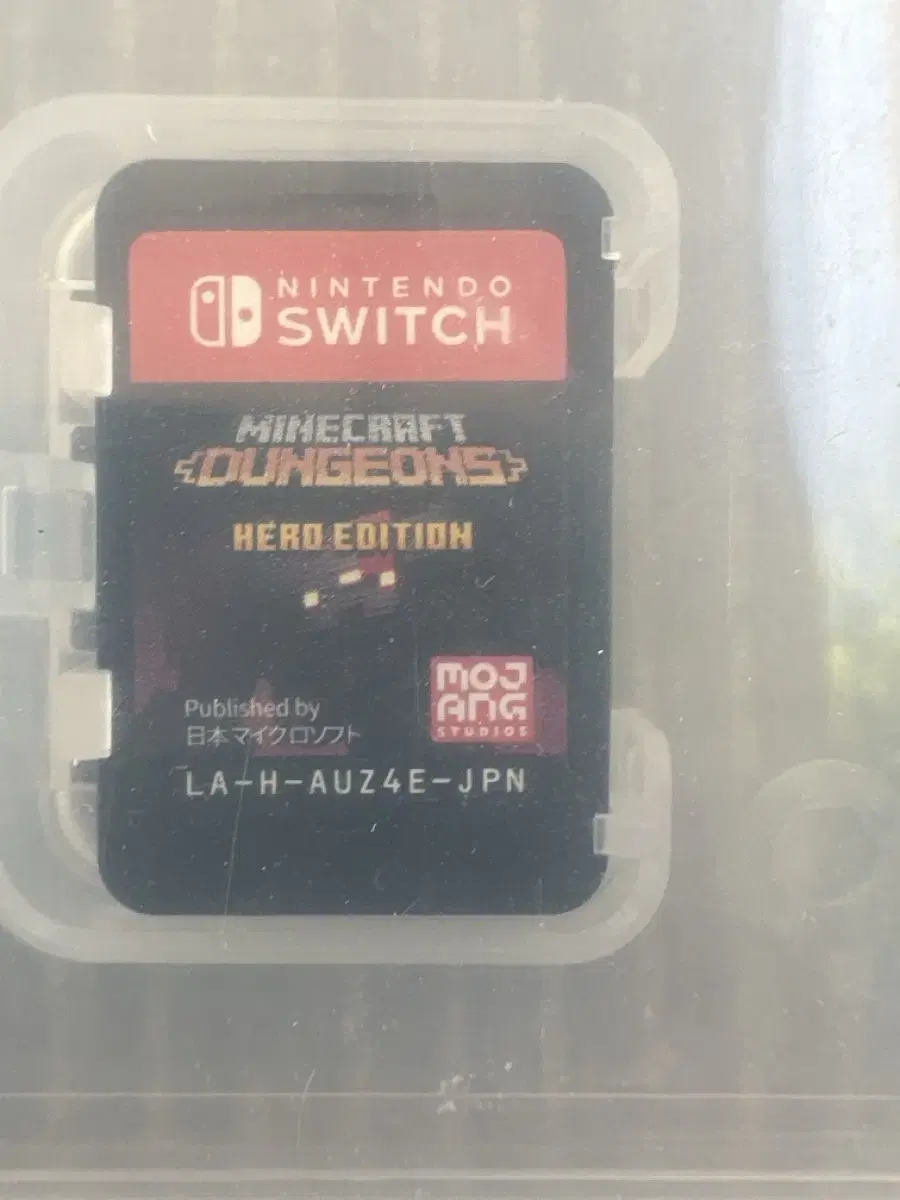 NINTENDO
SWITCH
MINECRAFT
DUNGEONS
HERO EDITION
Published by
日本マイクロソフト
MOJ
ANG
STUDIOS
LA-H-AUZ4E-JPN